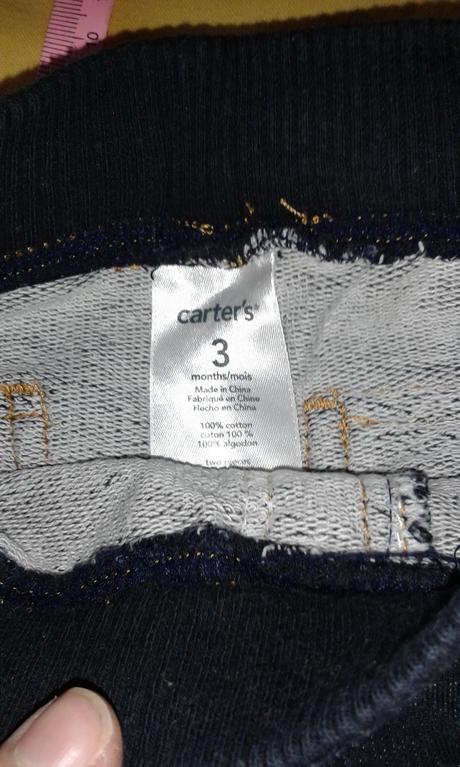 carter's®
3
months/mois
Made in China
Fabriqué en Chine
Hecho en China
100% cotton
coton 100 %
100% algodon
two pieces